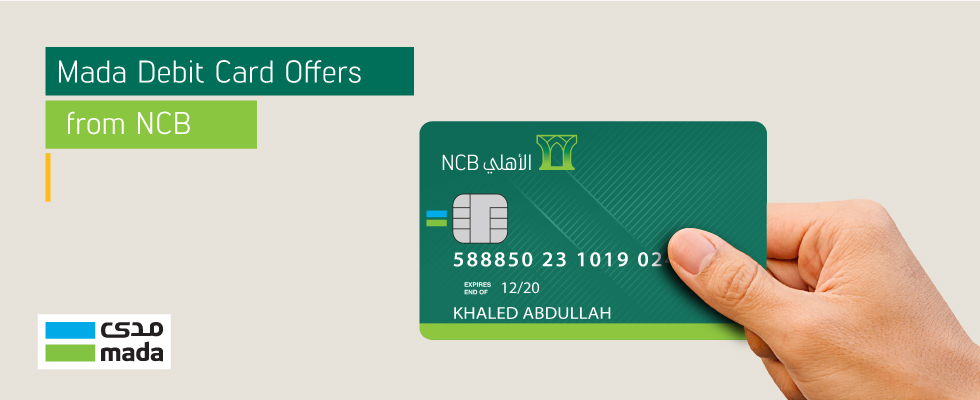 Mada Debit Card Offers
from NCB
NCB الأهلي
588850 23 1019 02
EXPIRES
END OF 12/20
KHALED ABDULLAH
مدى
mada